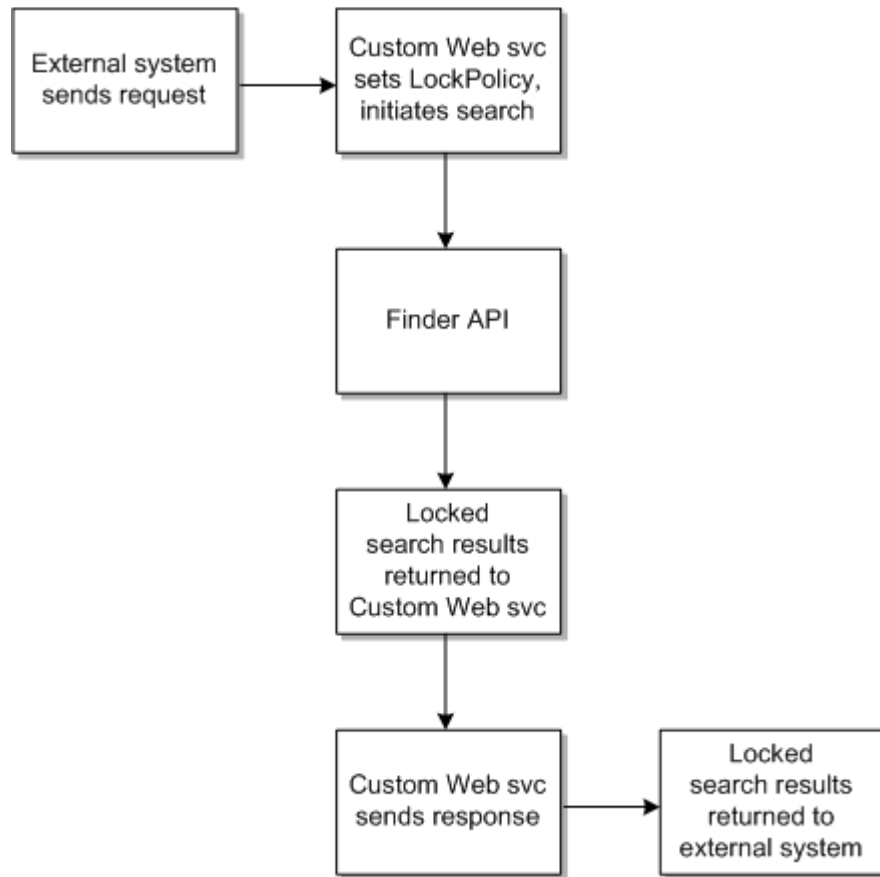 External system
sends request
Custom Web svc
sets LockPolicy,
initiates search
Finder API
Locked
search results
returned to
Custom Web svc
Custom Web svc
sends response
Locked
search results
returned to
external system